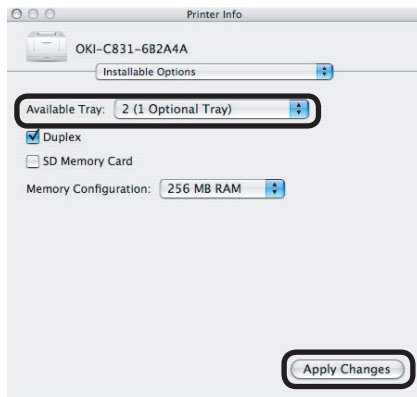 Printer Info
OKI-C831-6B2A4A
Installable Options
Available Tray: 2 (1 Optional Tray)
Duplex
SD Memory Card
Memory Configuration: 256 MB RAM
Apply Changes